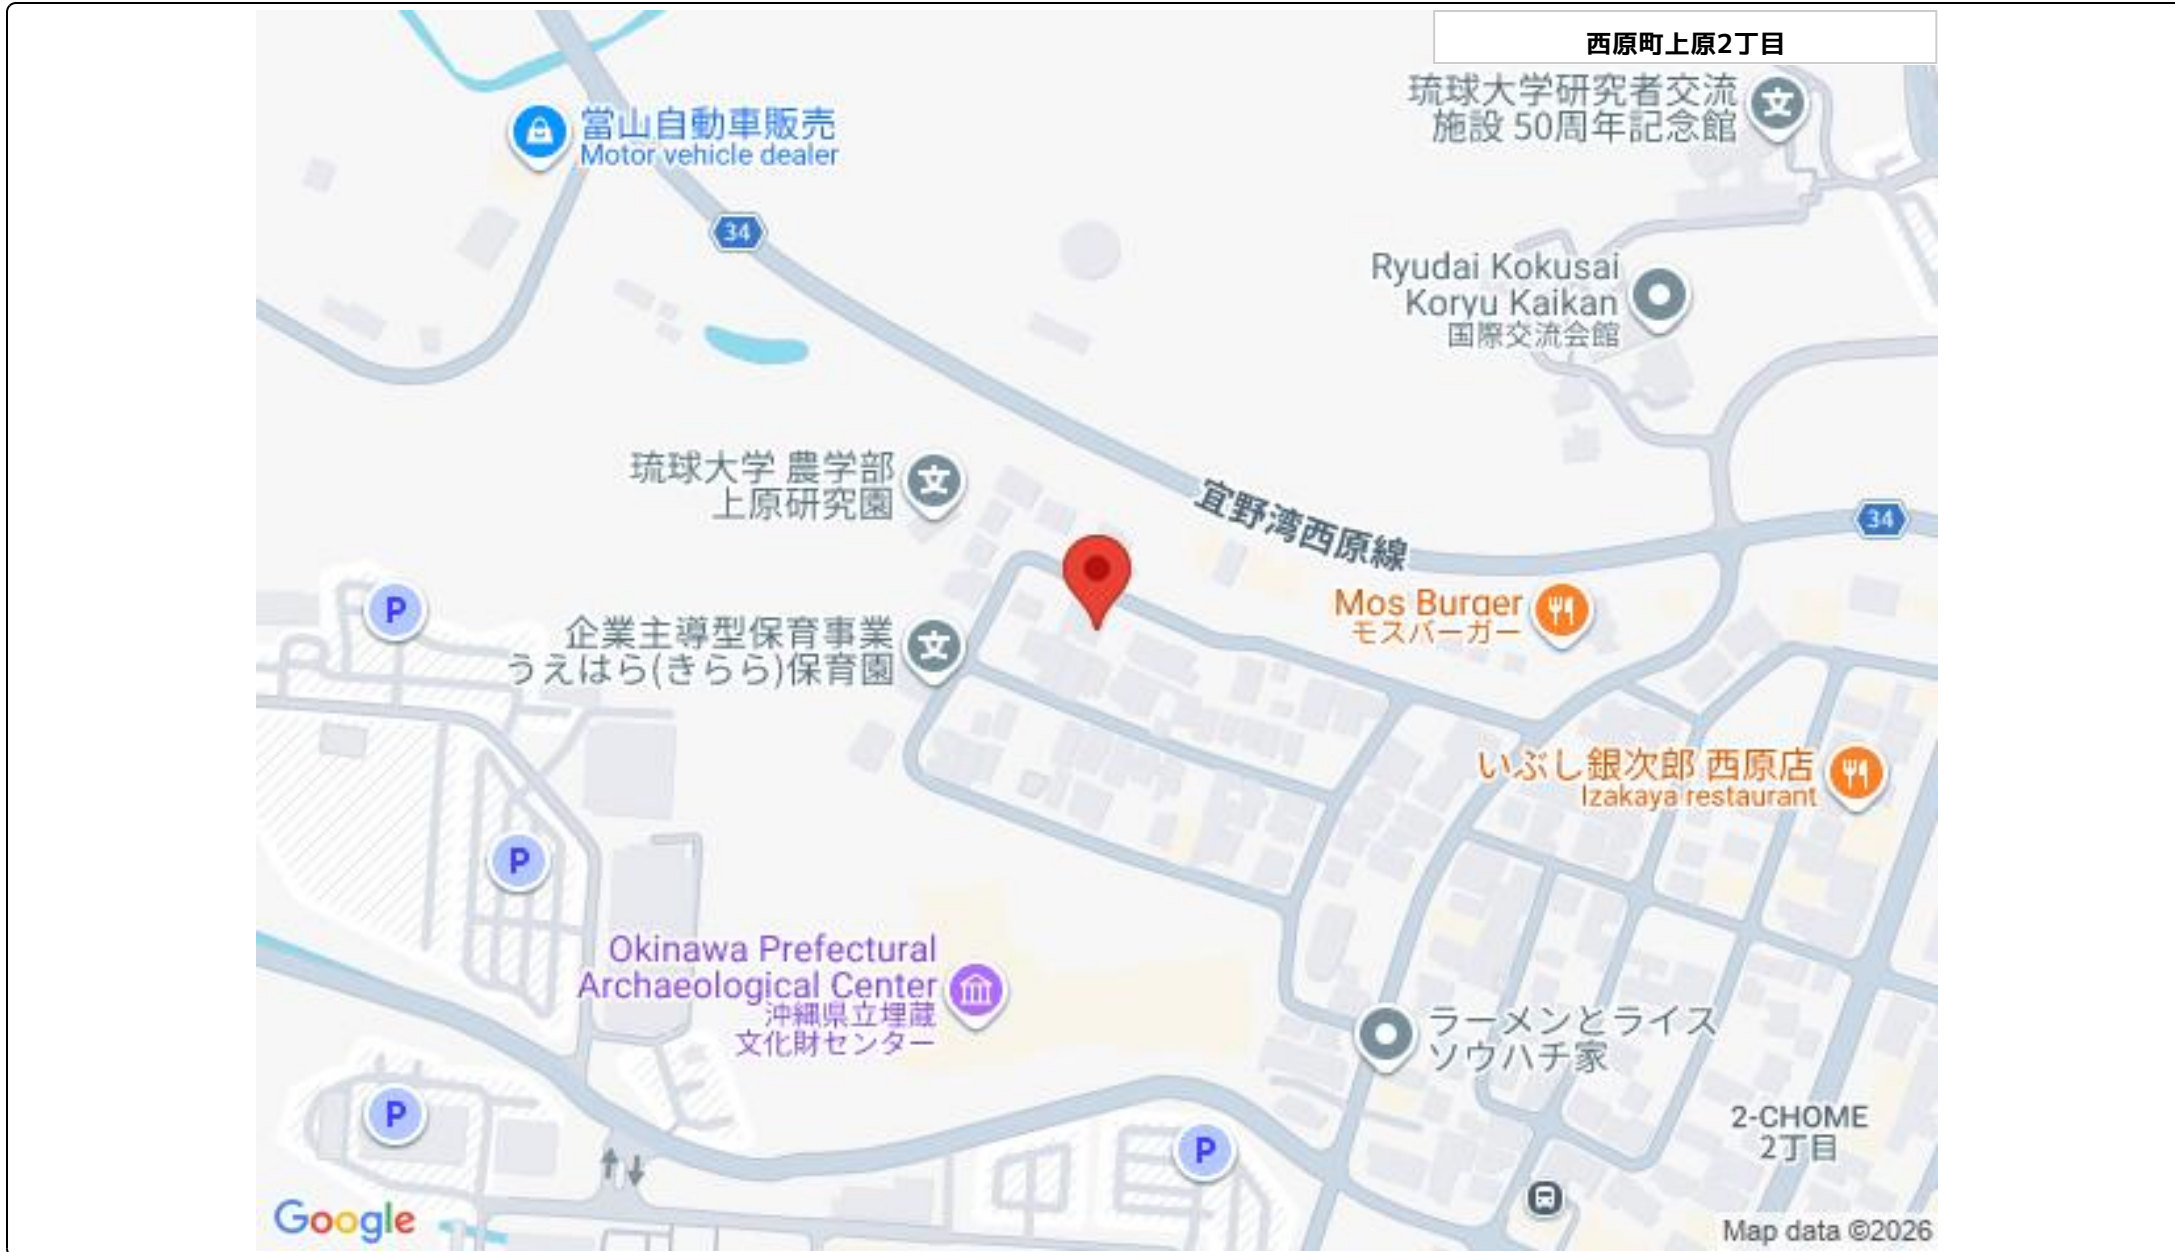 西原町上原2丁目
琉球大学研究者交流
施設 50周年記念館
當山自動車販売
Motor vehicle dealer
34
Ryudai Kokusai
Koryu Kaikan
国際交流会館
琉球大学 農学部
上原研究園
宜野湾西原線
34
Mos Burger
モスバーガー
P
企業主導型保育事業
うえはら(きらら)保育園
いぶし銀次郎 西原店
Izakaya restaurant
P
Okinawa Prefectural
Archaeological Center
沖縄県立埋蔵
文化財センター
ラーメンとライス
ソウハチ家
P
P
2-CHOME
2丁目
Google
Map data ©2026